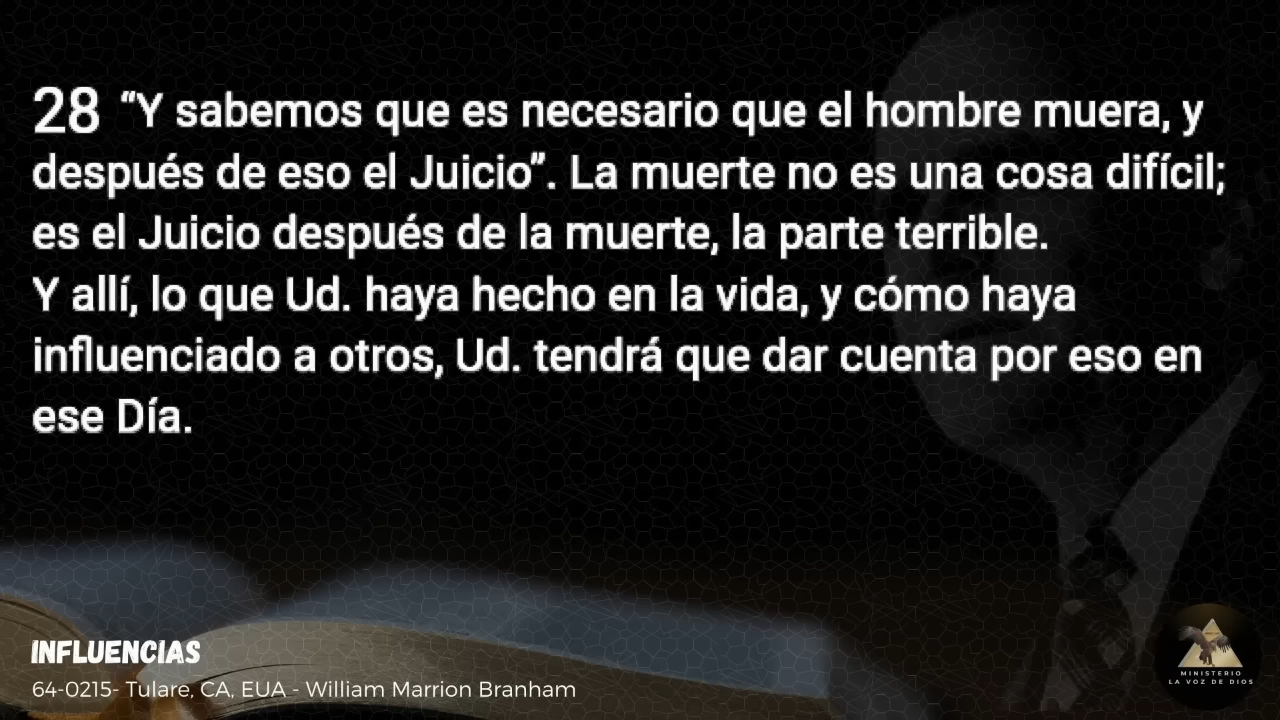 28 “Y sabemos que es necesario que el hombre muera, y
después de eso el Juicio”. La muerte no es una cosa difícil;
es el Juicio después de la muerte, la parte terrible.
Y allí, lo que Ud. haya hecho en la vida, y cómo haya
influenciado a otros, Ud. tendrá que dar cuenta por eso en
ese Día.
INFLUENCIAS
64-0215- Tulare, CA, EUA - William Marrion Branham
MINISTERIO
LA VOZ DE DIOS